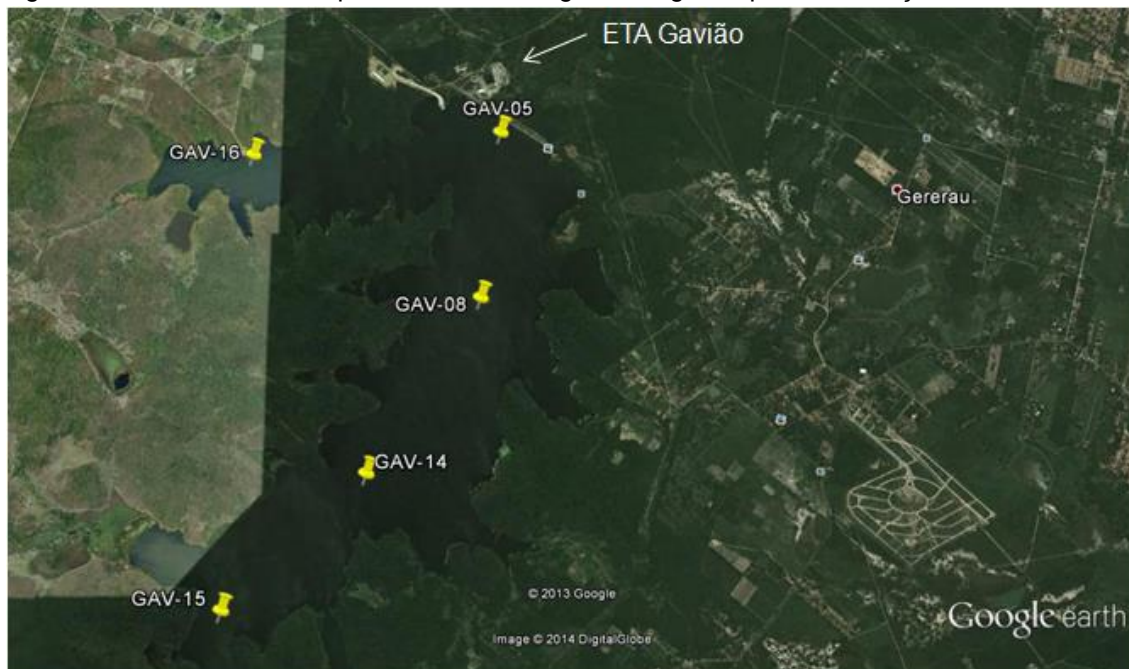 ETA Gavião
GAV-05
GAV-16
Gererau
GAV-08
GAV-14
GAV-15
© 2013 Google
Image © 2014 DigitalGlobe
Google earth